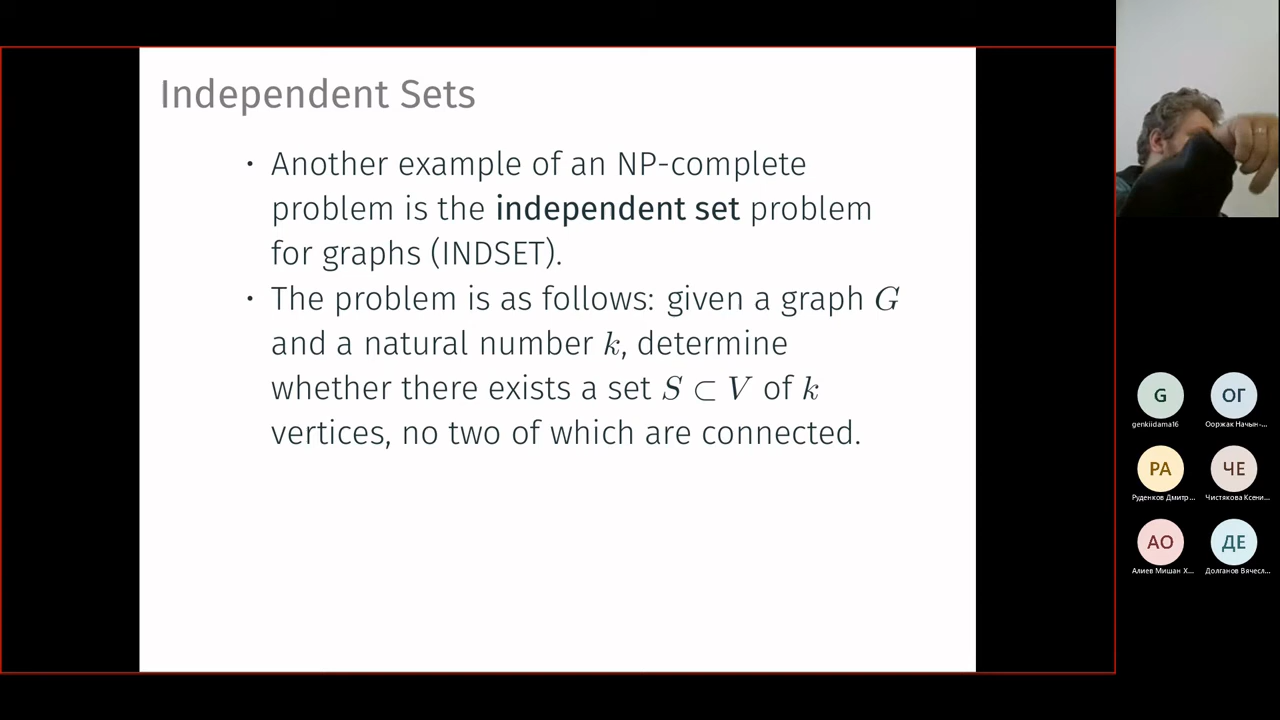 Independent Sets
• Another example of an NP-complete
problem is the independent set problem
for graphs (INDSET).
• The problem is as follows: given a graph G
and a natural number k, determine
whether there exists a set S ⊂ V of k
vertices, no two of which are connected.
G ОГ
genkiidama16 Ооржак Начын-...
РА ЧЕ
Руденков Дмитр... Чистякова Ксени...
АО ДЕ
Алиев Мишан Х... Долганов Вячесл...